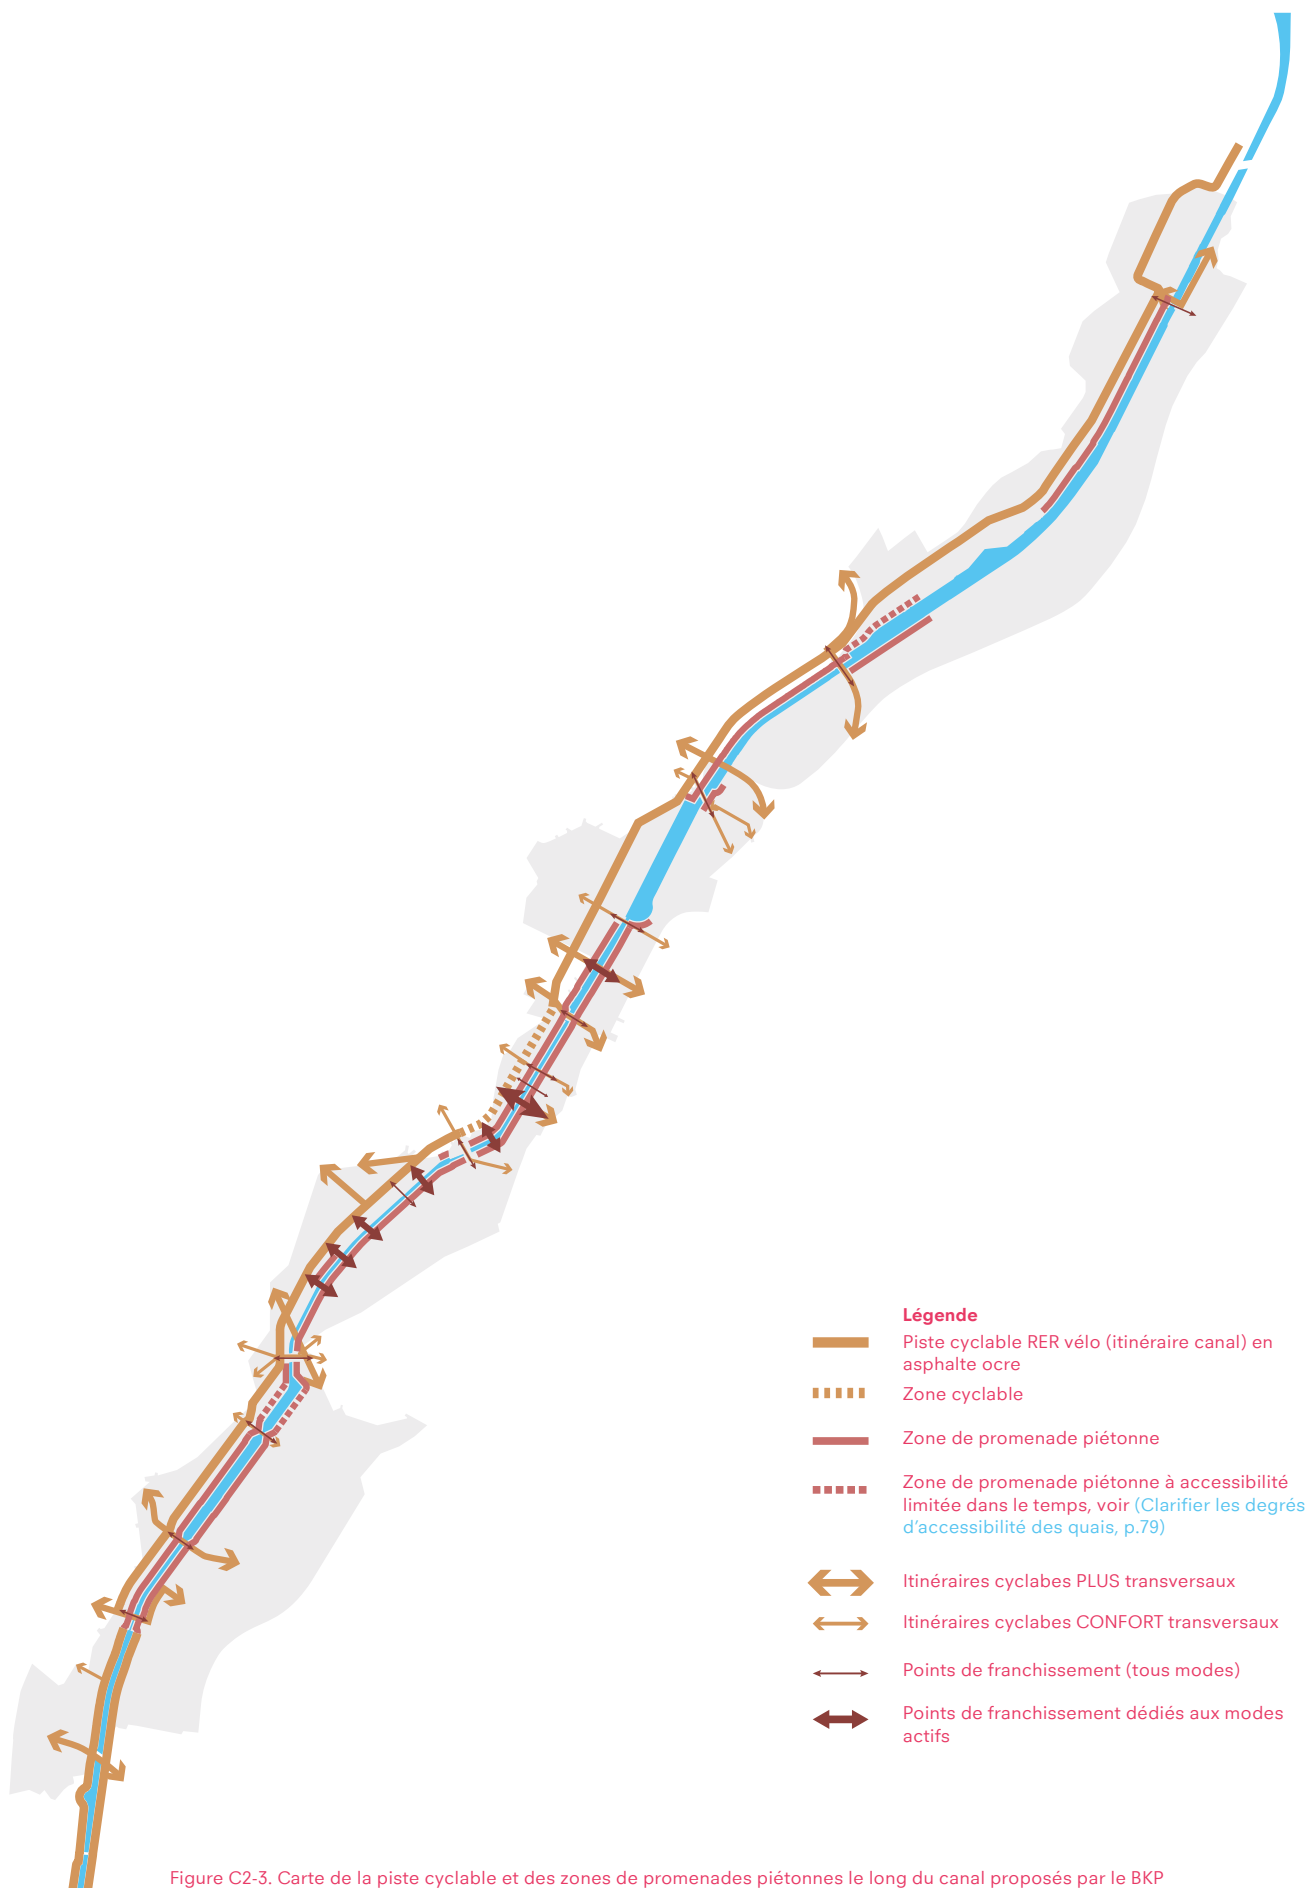 Légende
Piste cyclable RER vélo (itinéraire canal) en
asphalte ocre
Zone cyclable
Zone de promenade piétonne
Zone de promenade piétonne à accessibilité
limitée dans le temps, voir (Clarifier les degrés
d'accessibilité des quais, p.79)
Itinéraires cyclabes PLUS transversaux
Itinéraires cyclabes CONFORT transversaux
Points de franchissement (tous modes)
Points de franchissement dédiés aux modes
actifs
Figure C2-3. Carte de la piste cyclable et des zones de promenades piétonnes le long du canal proposés par le BKP